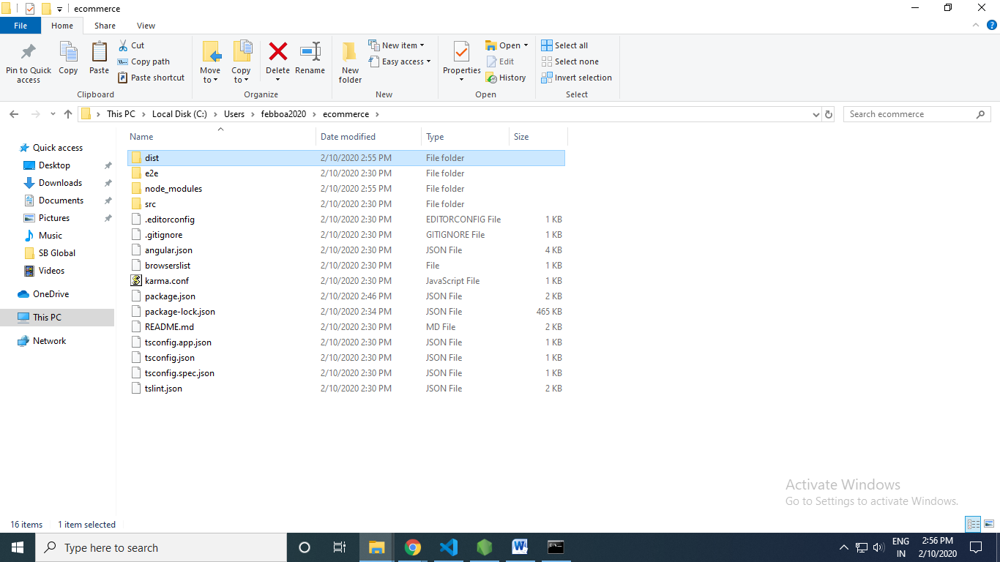 ecommerce
File Home Share View
Pin to Quick access
Copy
Paste
Cut
Copy path
Paste shortcut
Clipboard
Move to
Copy to
Delete
Rename
Organize
New folder
New item
Easy access
New
Properties
Open
Edit
History
Open
Select all
Select none
Invert selection
Select
This PC > Local Disk (C:) > Users > febboa2020 > ecommerce >
Search ecommerce
Quick access
Desktop
Downloads
Documents
Pictures
Music
SB Global
Videos
OneDrive
This PC
Network
Name Date modified Type Size
dist 2/10/2020 2:55 PM File folder
e2e 2/10/2020 2:30 PM File folder
node_modules 2/10/2020 2:55 PM File folder
src 2/10/2020 2:30 PM File folder
.editorconfig 2/10/2020 2:30 PM EDITORCONFIG File 1 KB
.gitignore 2/10/2020 2:30 PM GITIGNORE File 1 KB
angular.json 2/10/2020 2:30 PM JSON File 4 KB
browserslist 2/10/2020 2:30 PM File 1 KB
karma.conf 2/10/2020 2:30 PM JavaScript File 1 KB
package.json 2/10/2020 2:46 PM JSON File 2 KB
package-lock.json 2/10/2020 2:34 PM JSON File 465 KB
README.md 2/10/2020 2:30 PM MD File 2 KB
tsconfig.app.json 2/10/2020 2:30 PM JSON File 1 KB
tsconfig.json 2/10/2020 2:30 PM JSON File 1 KB
tsconfig.spec.json 2/10/2020 2:30 PM JSON File 1 KB
tslint.json 2/10/2020 2:30 PM JSON File 2 KB
Activate Windows
Go to Settings to activate Windows.
16 items 1 item selected
Type here to search
ENG
IN
2:56 PM
2/10/2020